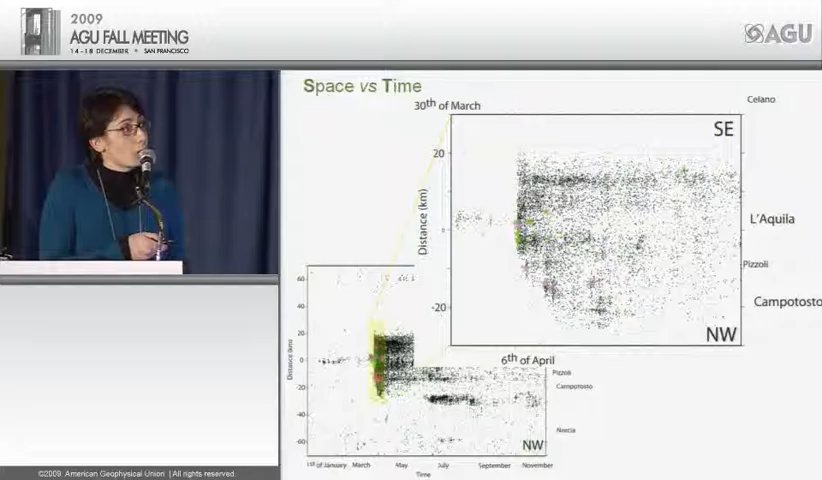 2009
AGU FALL MEETING
14 - 18 DECEMBER • SAN FRANCISCO
AGU
Space vs Time
30th of March
Celano
SE
20
Distance (km)
0
-20
L'Aquila
Pizzoli
Campotosto
NW
6th of April
60
40
20
0
-20
-40
-60
Distance (km)
Pizzoli
Campotosto
Norcia
NW
1st of January March May July September November
Time
©2009. American Geophysical Union | All rights reserved.